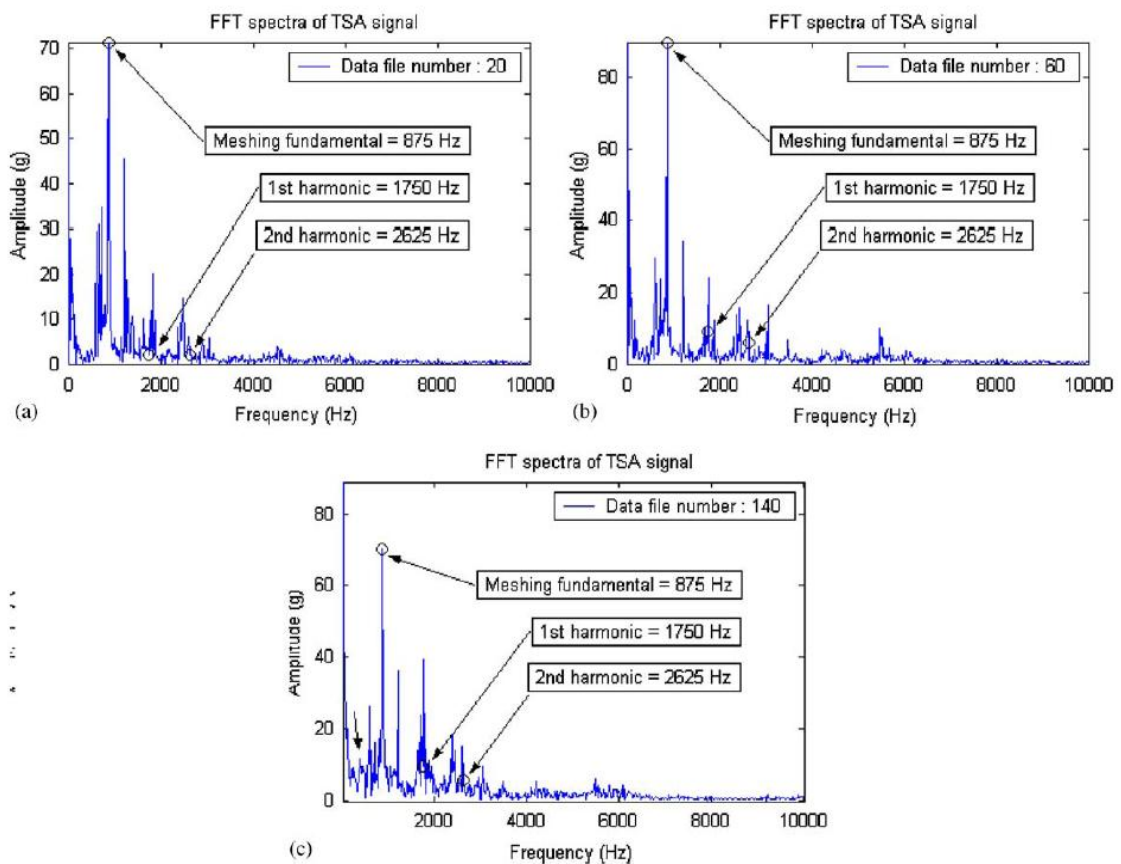 FFT spectra of TSA signal
Data file number : 20
Meshing fundamental = 875 Hz
1st harmonic = 1750 Hz
2nd harmonic = 2625 Hz
Amplitude (g)
70
60
50
40
30
20
10
0
0 2000 4000 6000 8000 10000
Frequency (Hz)
(a)
FFT spectra of TSA signal
Data file number : 60
Meshing fundamental = 875 Hz
1st harmonic = 1750 Hz
2nd harmonic = 2625 Hz
Amplitude (g)
80
60
40
20
0
0 2000 4000 6000 8000 10000
Frequency (Hz)
(b)
FFT spectra of TSA signal
Data file number : 140
Meshing fundamental = 875 Hz
1st harmonic = 1750 Hz
2nd harmonic = 2625 Hz
Amplitude (g)
80
60
40
20
0
2000 4000 6000 8000 10000
Frequency (Hz)
(c)